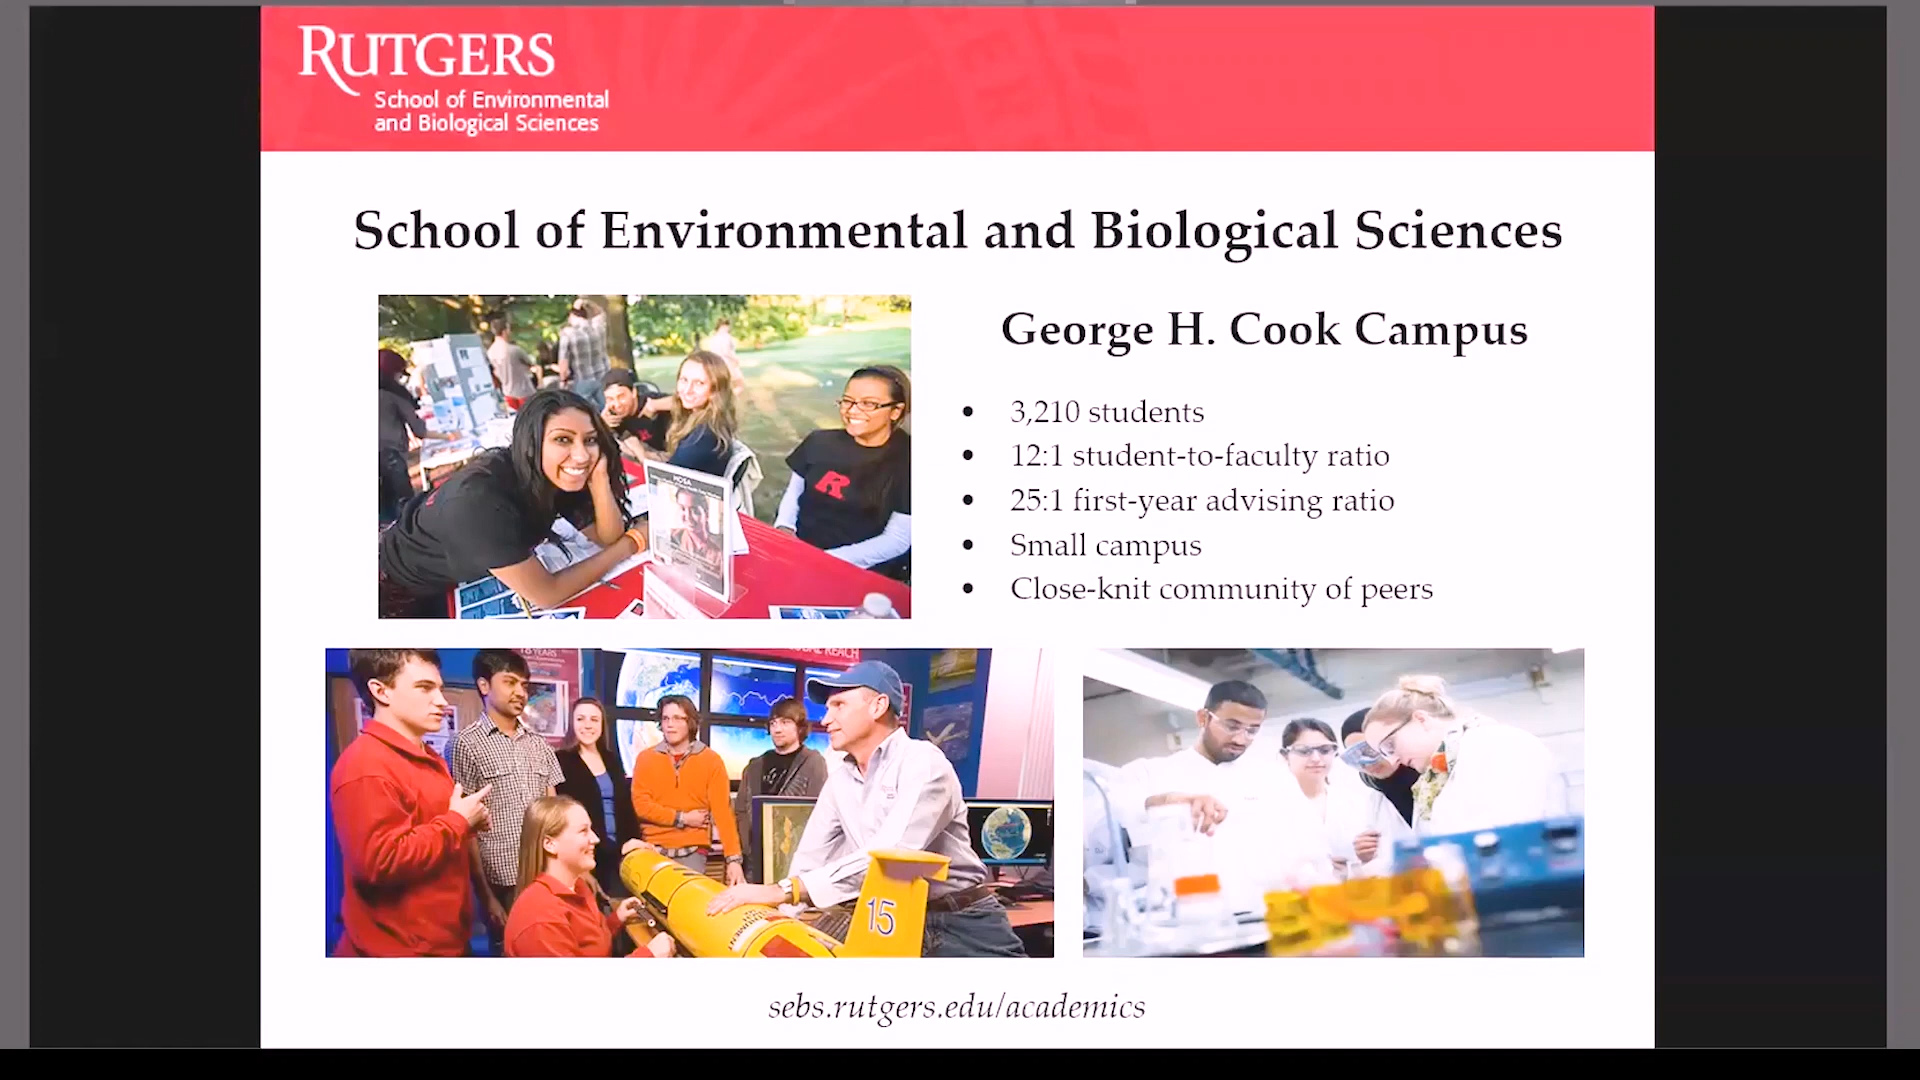 RUTGERS
School of Environmental
and Biological Sciences
School of Environmental and Biological Sciences
George H. Cook Campus
• 3,210 students
• 12:1 student-to-faculty ratio
• 25:1 first-year advising ratio
• Small campus
• Close-knit community of peers
R
15
sebs.rutgers.edu/academics